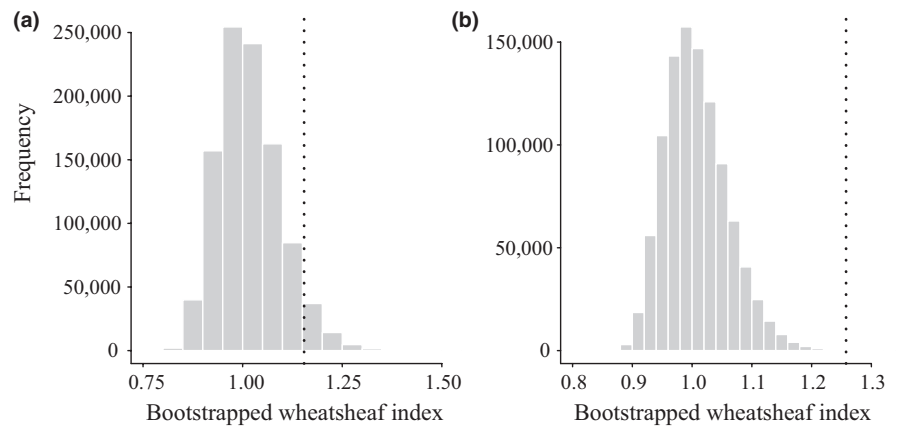 (a)
250,000
200,000
150,000
100,000
50,000
0
Frequency
0.75 1.00 1.25 1.50
Bootstrapped wheatsheaf index
(b)
150,000
100,000
50,000
0
0.8 0.9 1.0 1.1 1.2 1.3
Bootstrapped wheatsheaf index